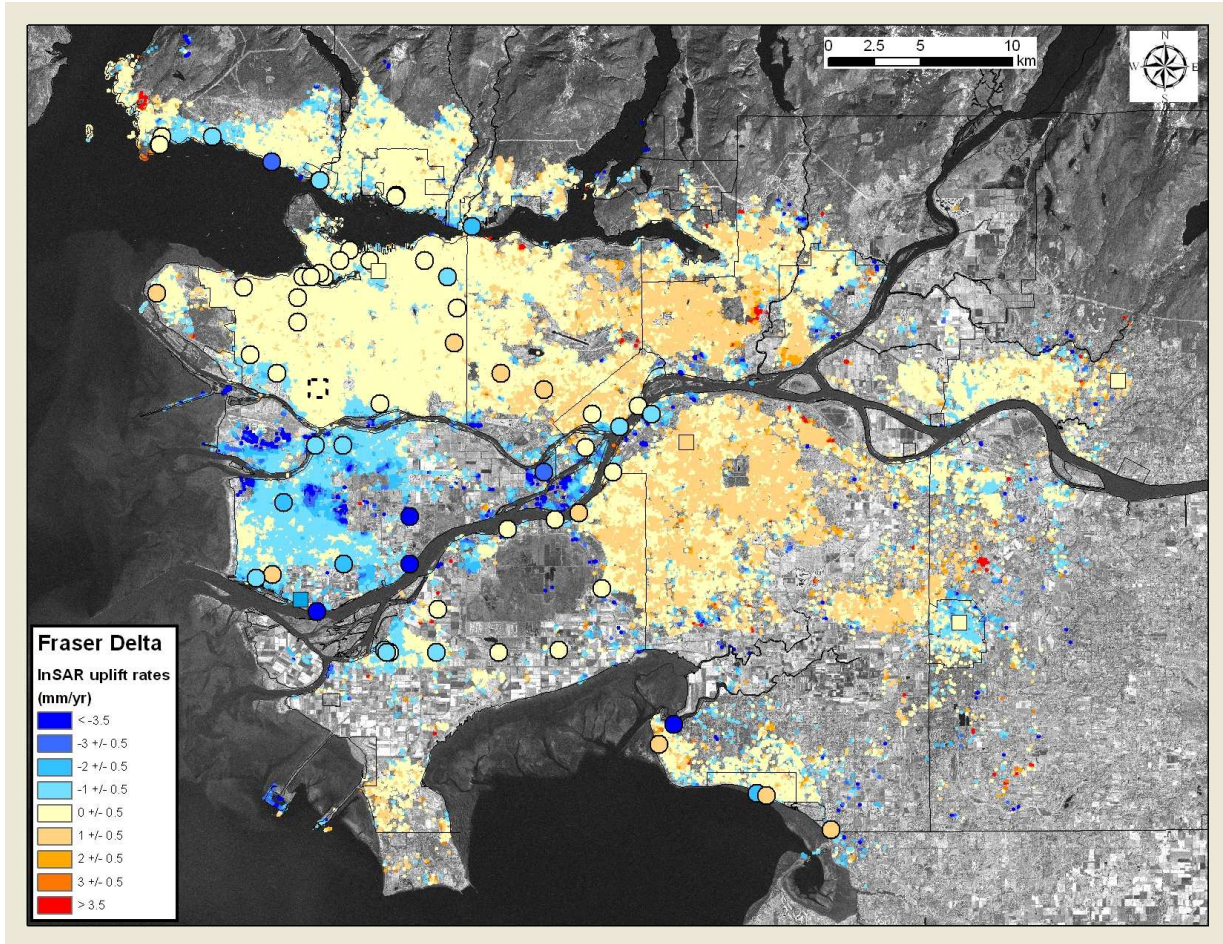 0 2.5 5 10
km
N
W E
S
Fraser Delta
InSAR uplift rates
(mm/yr)
< -3.5
-3 +/- 0.5
-2 +/- 0.5
-1 +/- 0.5
0 +/- 0.5
1 +/- 0.5
2 +/- 0.5
3 +/- 0.5
> 3.5